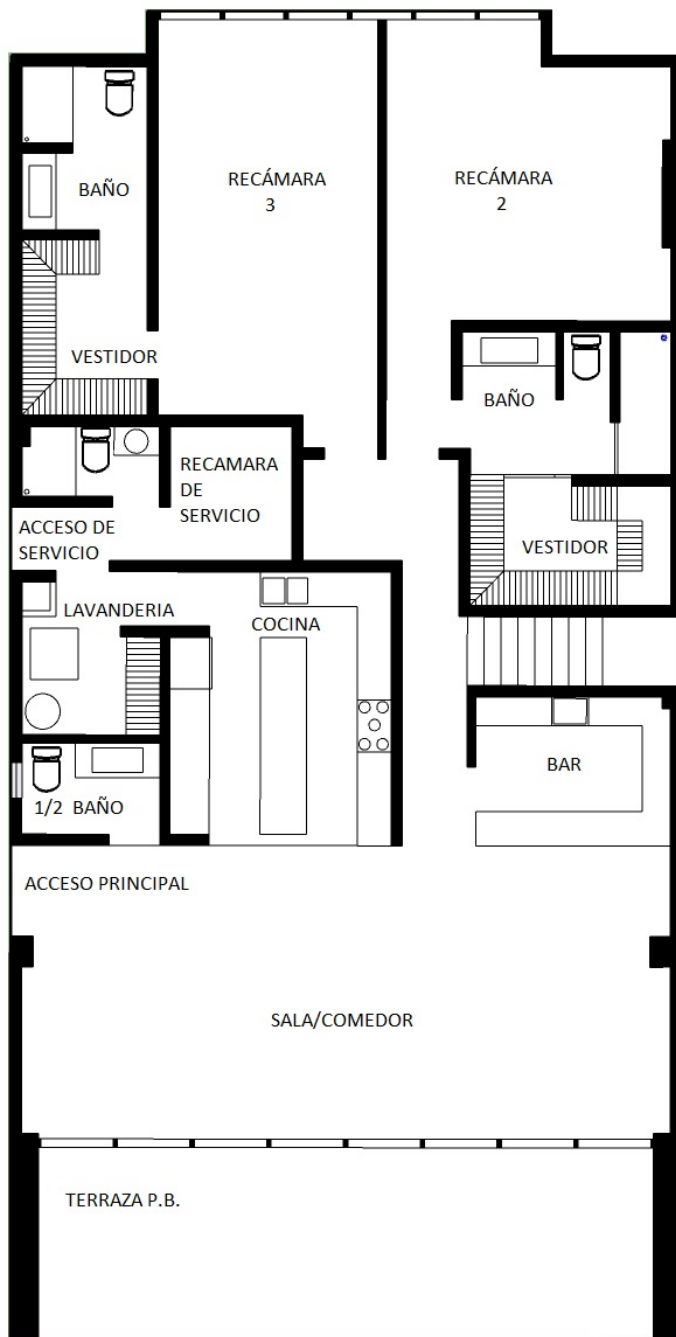 RECÁMARA
3
RECÁMARA
2
BAÑO
VESTIDOR
BAÑO
RECAMARA
DE
SERVICIO
ACCESO DE
SERVICIO
VESTIDOR
LAVANDERIA
COCINA
BAR
1/2 BAÑO
ACCESO PRINCIPAL
SALA/COMEDOR
TERRAZA P.B.